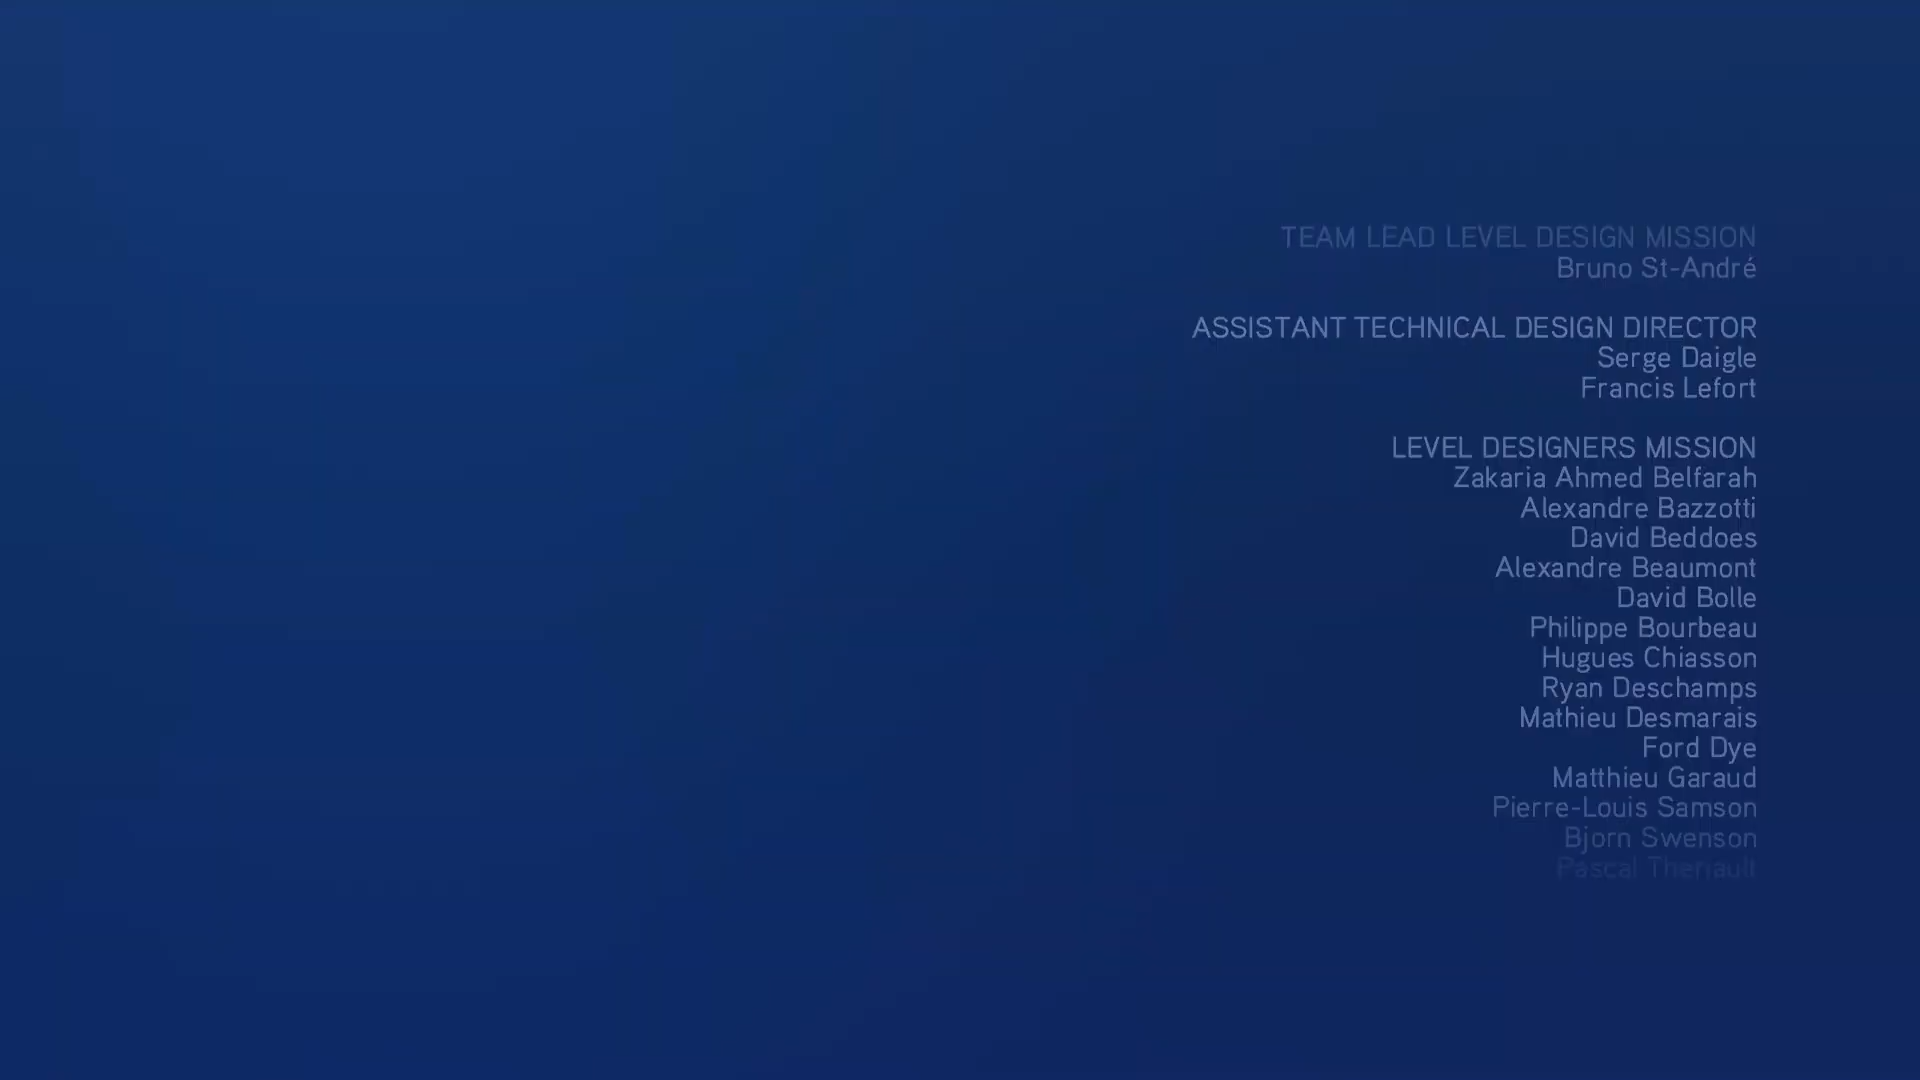 TEAM LEAD LEVEL DESIGN MISSION
Bruno St-André
ASSISTANT TECHNICAL DESIGN DIRECTOR
Serge Daigle
Francis Lefort
LEVEL DESIGNERS MISSION
Zakaria Ahmed Belfarah
Alexandre Bazzotti
David Beddoes
Alexandre Beaumont
David Bolle
Philippe Bourbeau
Hugues Chiasson
Ryan Deschamps
Mathieu Desmarais
Ford Dye
Matthieu Garaud
Pierre-Louis Samson
Bjorn Swenson
Pascal Theriault